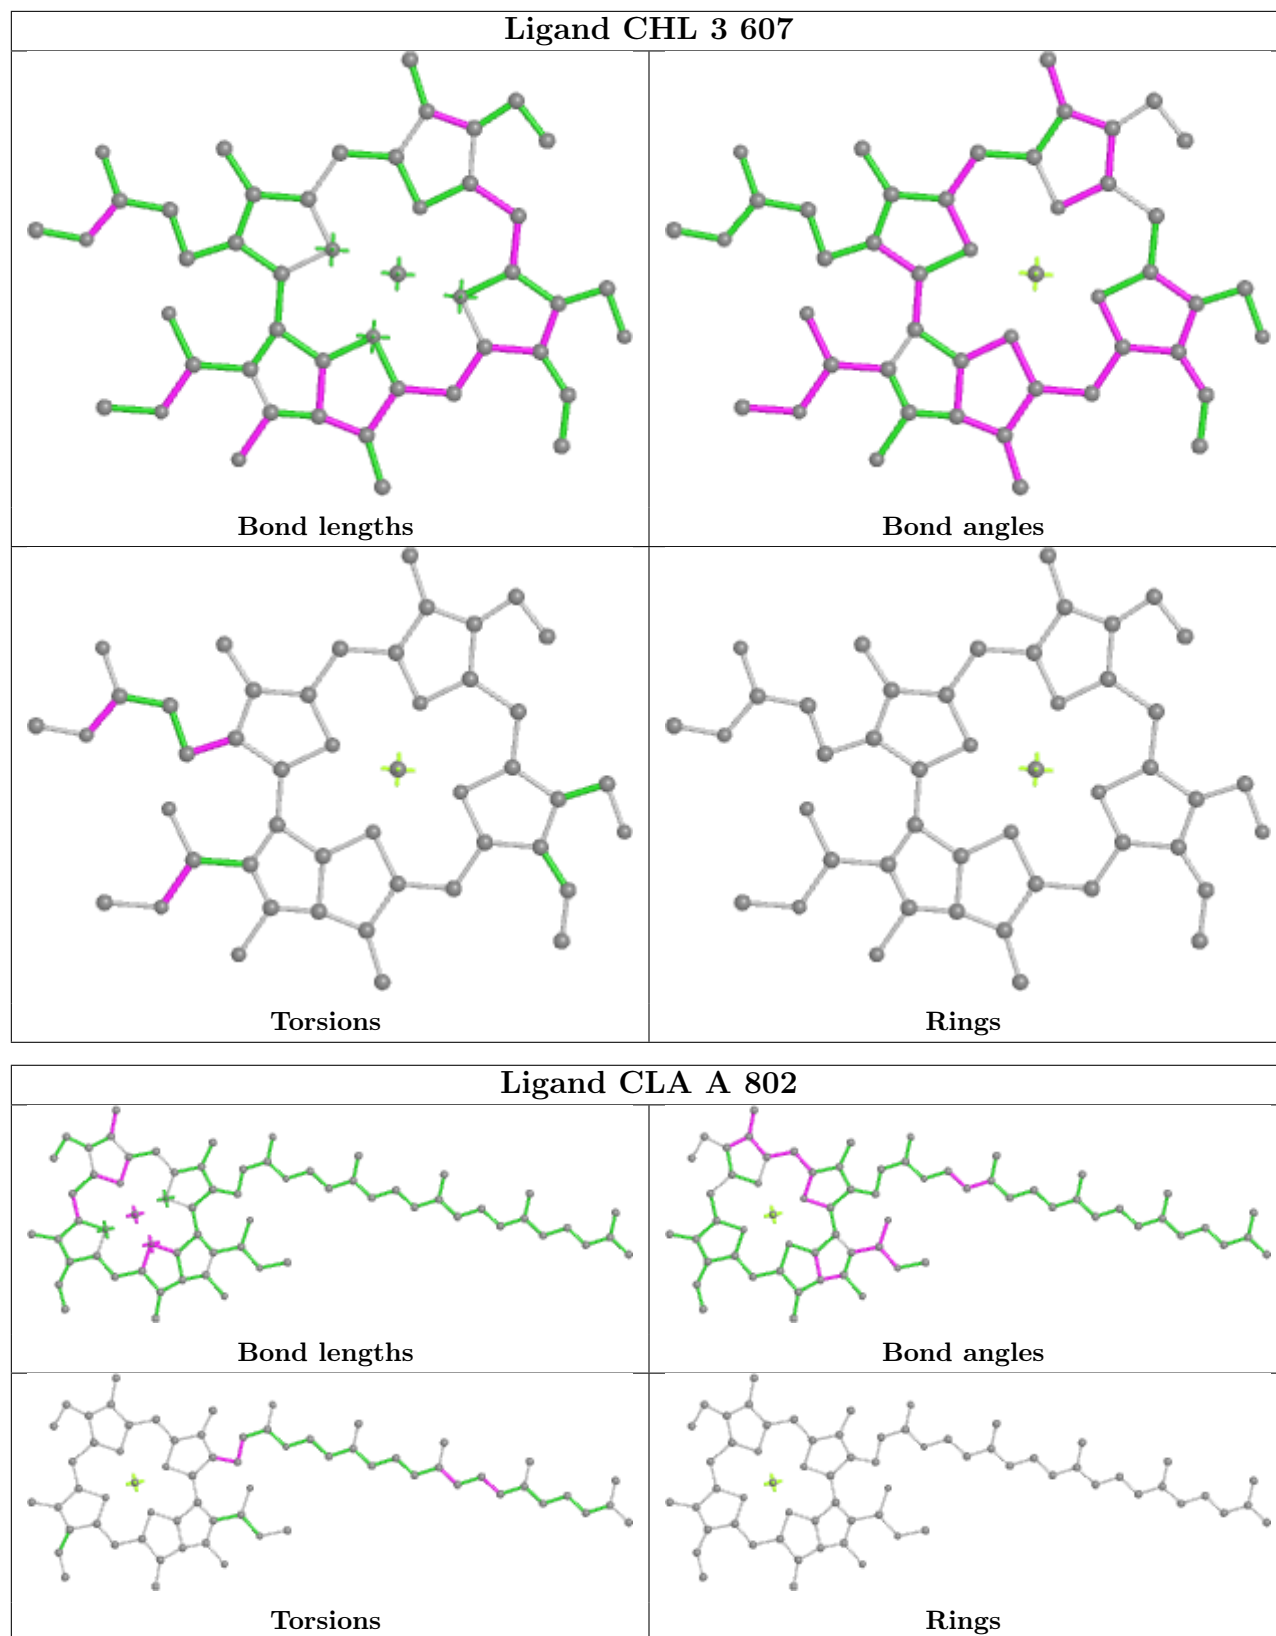 Ligand CHL 3 607
Bond lengths
Bond angles
Torsions
Rings
Ligand CLA A 802
Bond lengths
Bond angles
Torsions
Rings